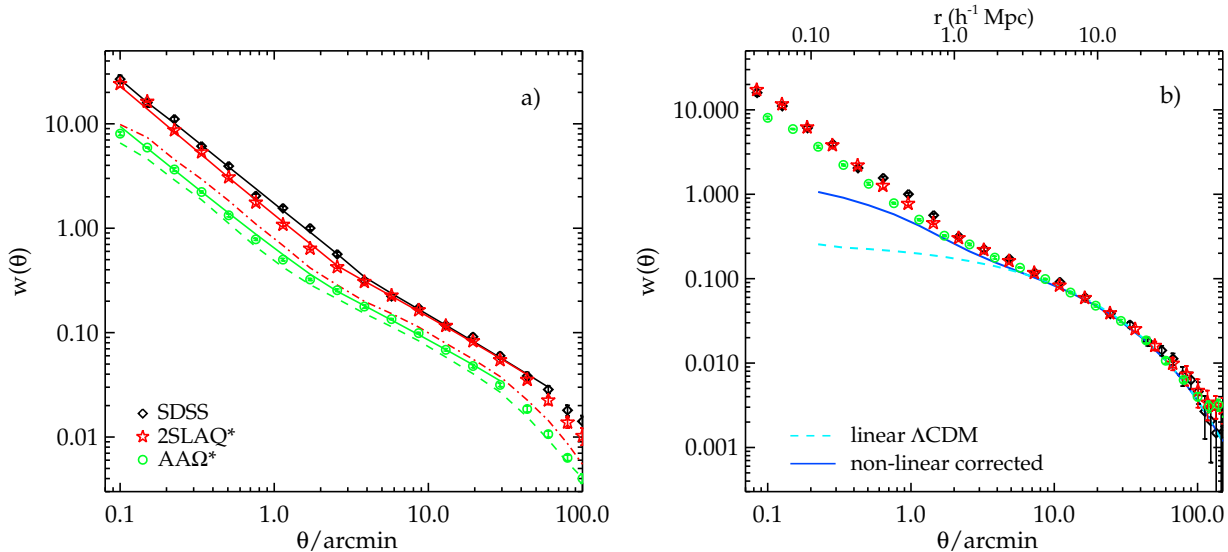 a)
10.00
1.00
0.10
0.01
w(θ)
◇ SDSS
☆ 2SLAQ*
○ AAΩ*
0.1 1.0 10.0 100.0
θ/arcmin
r (h⁻¹ Mpc)
0.10 1.0 10.0
b)
10.000
1.000
0.100
0.010
0.001
w(θ)
linear ΛCDM
non-linear corrected
0.1 1.0 10.0 100.0
θ/arcmin